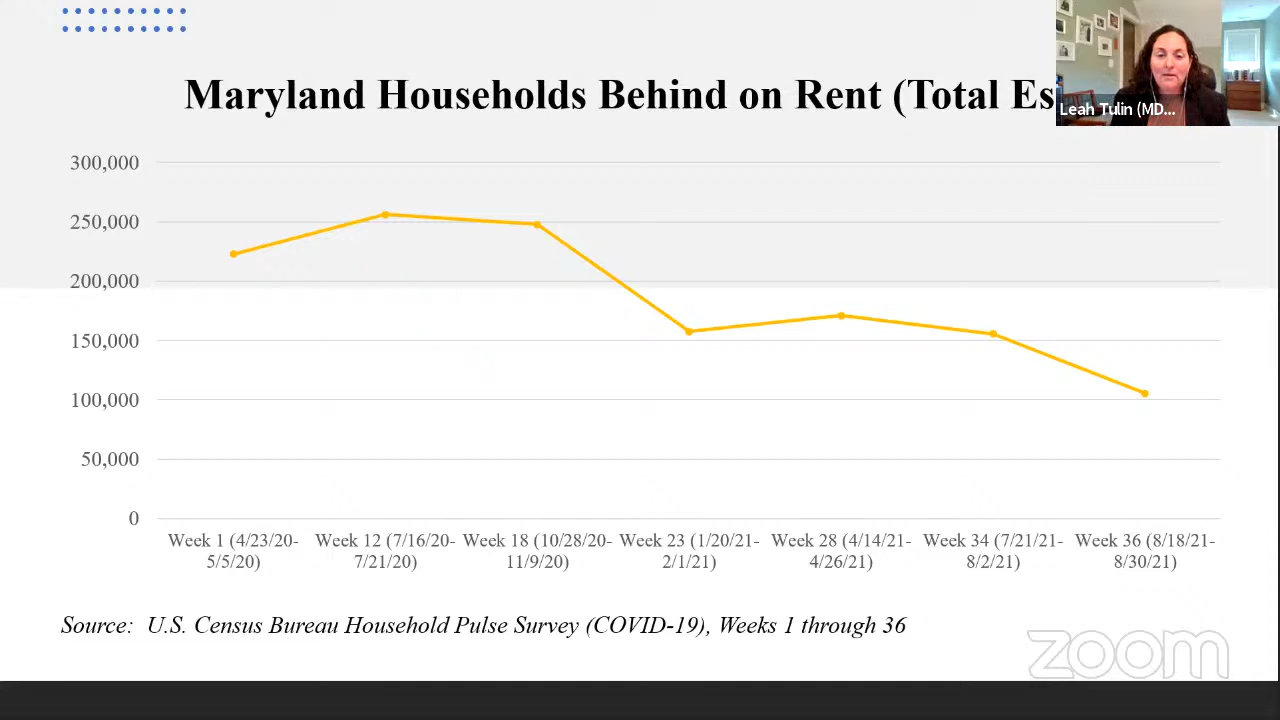 Maryland Households Behind on Rent (Total Es
Leah Tulin (MD...
300,000
250,000
200,000
150,000
100,000
50,000
0
Week 1 (4/23/20-
5/5/20)
Week 12 (7/16/20-
7/21/20)
Week 18 (10/28/20-
11/9/20)
Week 23 (1/20/21-
2/1/21)
Week 28 (4/14/21-
4/26/21)
Week 34 (7/21/21-
8/2/21)
Week 36 (8/18/21-
8/30/21)
Source: U.S. Census Bureau Household Pulse Survey (COVID-19), Weeks 1 through 36
zoom